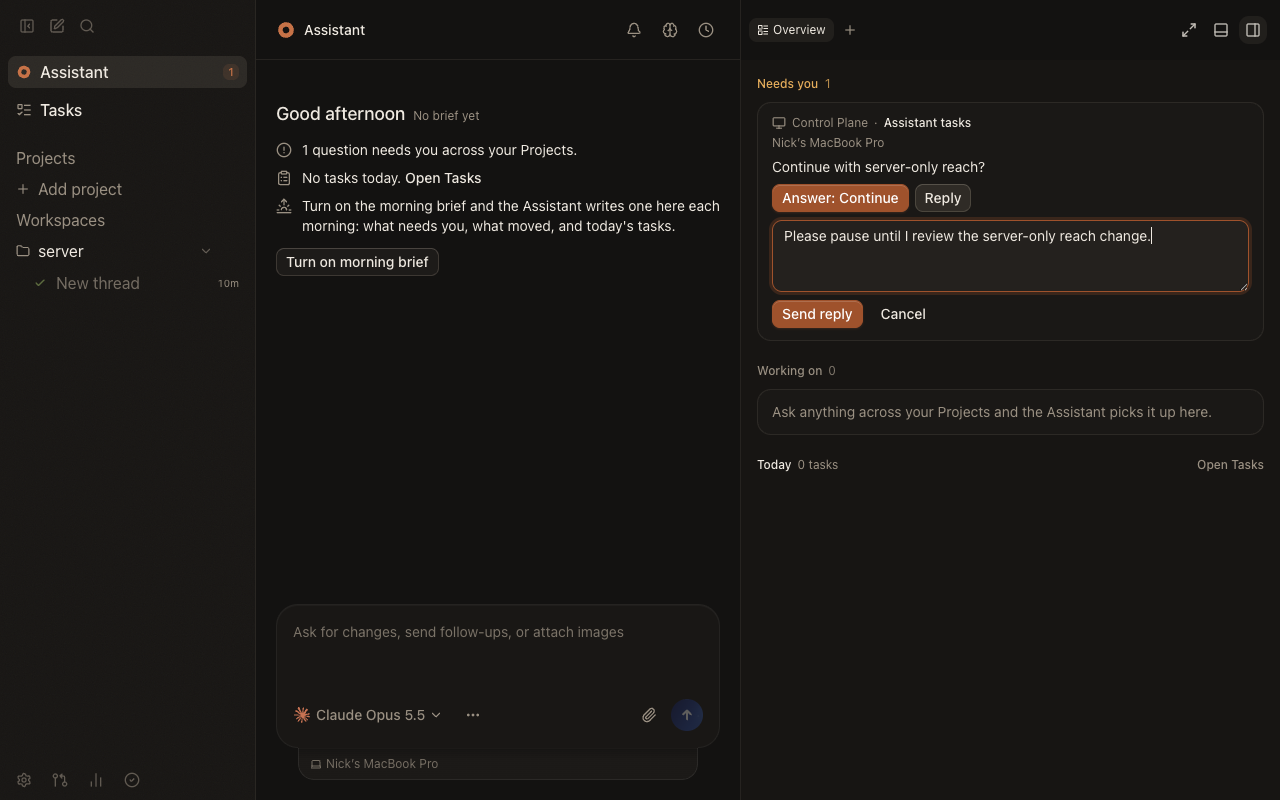 Assistant
1
Tasks
Projects
Add project
Workspaces
server
New thread
10m
Assistant
Good afternoon No brief yet
1 question needs you across your Projects.
No tasks today. Open Tasks
Turn on the morning brief and the Assistant writes one here each
morning: what needs you, what moved, and today's tasks.
Turn on morning brief
Ask for changes, send follow-ups, or attach images
Claude Opus 5.5
Nick's MacBook Pro
Overview
Needs you 1
Control Plane · Assistant tasks
Nick's MacBook Pro
Continue with server-only reach?
Answer: Continue
Reply
Please pause until I review the server-only reach change.
Send reply
Cancel
Working on 0
Ask anything across your Projects and the Assistant picks it up here.
Today 0 tasks
Open Tasks